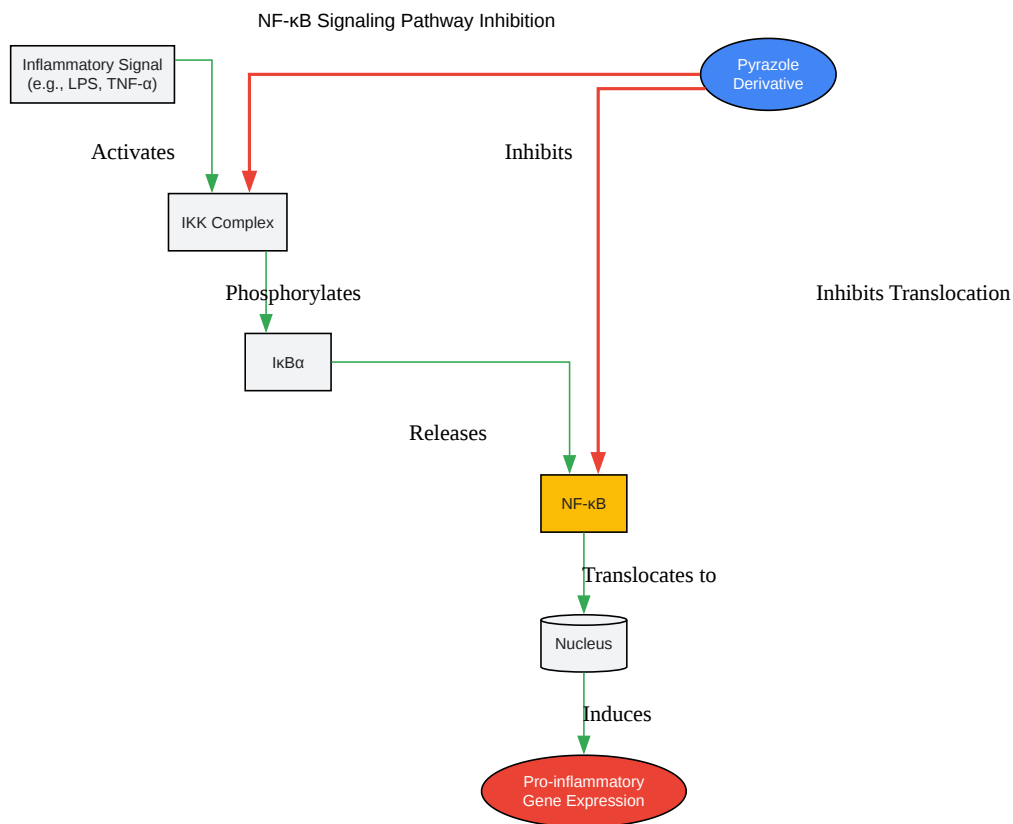 NF-κB Signaling Pathway Inhibition
Inflammatory Signal
(e.g., LPS, TNF-α)
Pyrazole
Derivative
Activates
Inhibits
IKK Complex
Phosphorylates
Inhibits Translocation
IκBα
Releases
NF-κB
Translocates to
Nucleus
Induces
Pro-inflammatory
Gene Expression